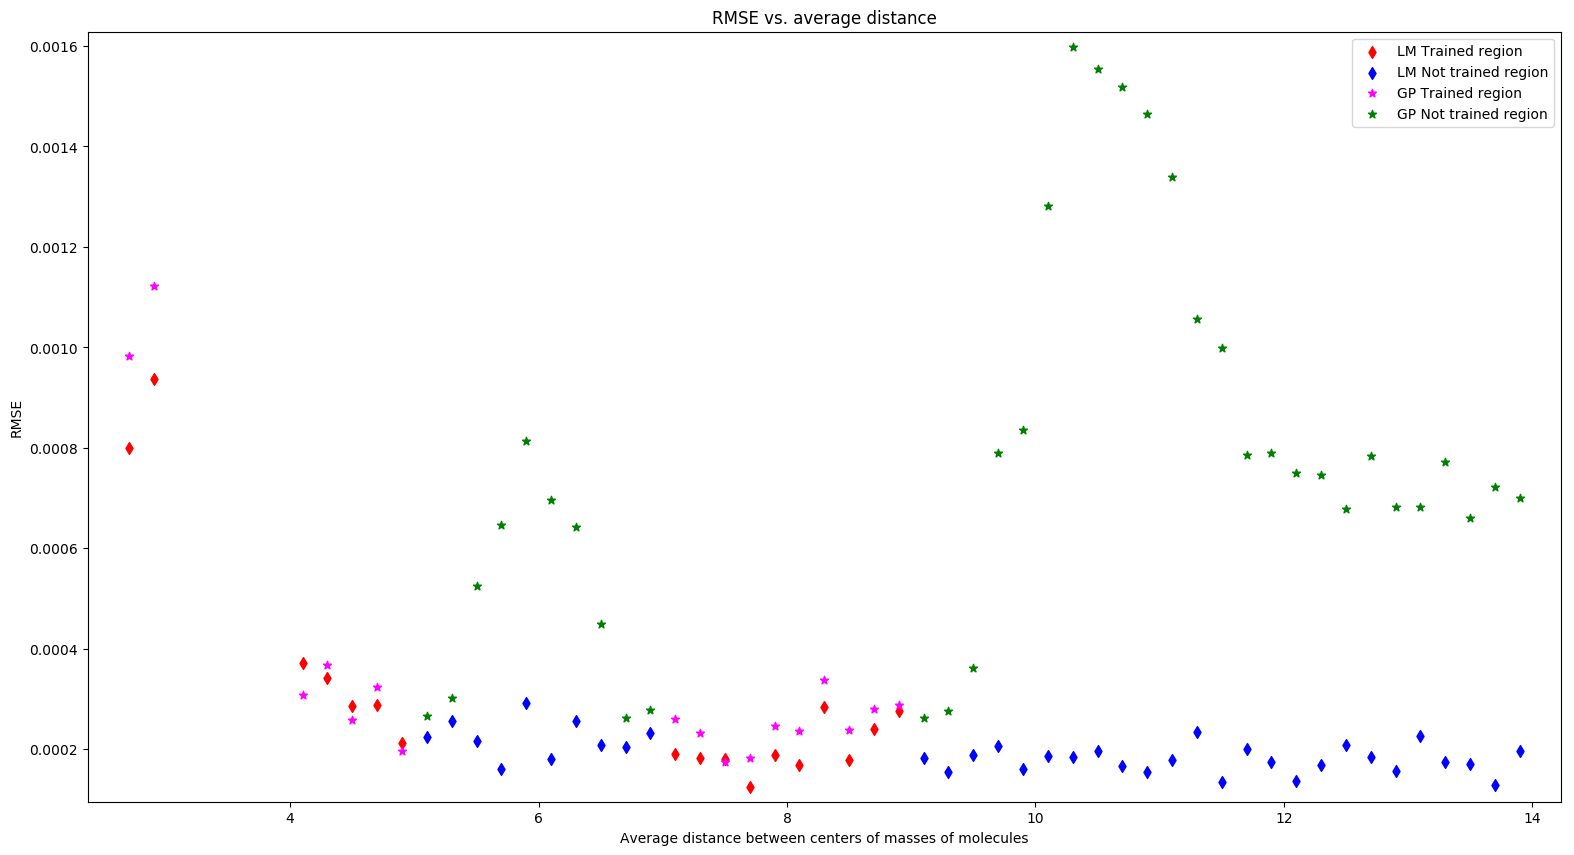 RMSE vs. average distance
0.0016
0.0014
0.0012
0.0010
0.0008
0.0006
0.0004
0.0002
RMSE
LM Trained region
LM Not trained region
GP Trained region
GP Not trained region
4 6 8 10 12 14
Average distance between centers of masses of molecules